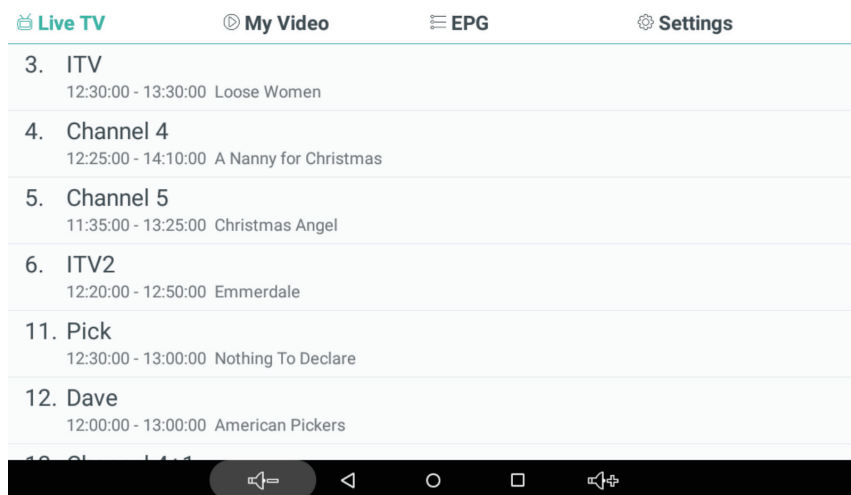 Live TV My Video EPG Settings
3. ITV
12:30:00 - 13:30:00 Loose Women
4. Channel 4
12:25:00 - 14:10:00 A Nanny for Christmas
5. Channel 5
11:35:00 - 13:25:00 Christmas Angel
6. ITV2
12:20:00 - 12:50:00 Emmerdale
11. Pick
12:30:00 - 13:00:00 Nothing To Declare
12. Dave
12:00:00 - 13:00:00 American Pickers